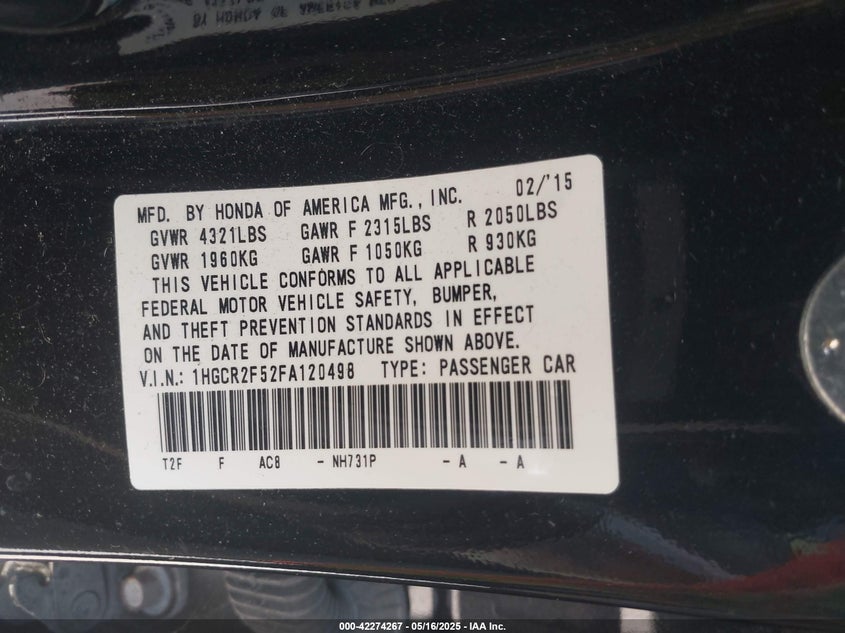 MFD. BY HONDA OF AMERICA MFG., INC. 02/'15
GVWR 4321LBS GAWR F 2315LBS R 2050LBS
GVWR 1960KG GAWR F 1050KG R 930KG
THIS VEHICLE CONFORMS TO ALL APPLICABLE
FEDERAL MOTOR VEHICLE SAFETY, BUMPER,
AND THEFT PREVENTION STANDARDS IN EFFECT
ON THE DATE OF MANUFACTURE SHOWN ABOVE.
V.I.N.: 1HGCR2F52FA120498 TYPE: PASSENGER CAR
T2F F AC8 - NH731P - A - A
000-42274267 - 05/16/2025 - IAA Inc.